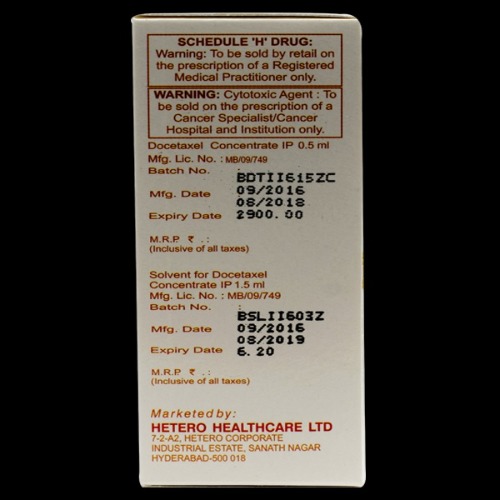 SCHEDULE 'H' DRUG:
Warning: To be sold by retail on
the prescription of a Registered
Medical Practitioner only.
WARNING: Cytotoxic Agent : To
be sold on the prescription of a
Cancer Specialist/Cancer
Hospital and Institution only.
Docetaxel Concentrate IP 0.5 ml
Mfg. Lic. No. : MB/09/749
Batch No. : BDTII615ZC
Mfg. Date 09/2016
08/2018
Expiry Date 2900.00
M.R.P. ₹ . :
(Inclusive of all taxes)
Solvent for Docetaxel
Concentrate IP 1.5 ml
Mfg. Lic. No. : MB/09/749
Batch No. : BSLII603Z
Mfg. Date 09/2016
08/2019
Expiry Date 6.20
M.R.P. ₹ . :
(Inclusive of all taxes)
Marketed by:
HETERO HEALTHCARE LTD
7-2-A2, HETERO CORPORATE
INDUSTRIAL ESTATE, SANATH NAGAR
HYDERABAD-500 018